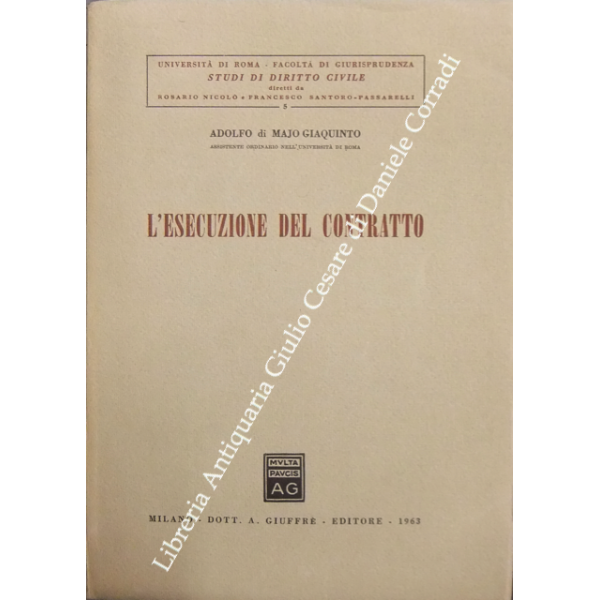 UNIVERSITÀ DI ROMA - FACOLTÀ DI GIURISPRUDENZA
STUDI DI DIRITTO CIVILE
diretti da
ROSARIO NICOLÒ e FRANCESCO SANTORO-PASSARELLI
5
ADOLFO di MAJO GIAQUINTO
ASSISTENTE ORDINARIO NELL'UNIVERSITÀ DI ROMA
L'ESECUZIONE DEL CONTRATTO
MVLTA
PAVCIS
AG
MILANO - DOTT. A. GIUFFRÈ - EDITORE - 1963
Libreria Antiquaria Giulio Cesare di Daniele Corradi